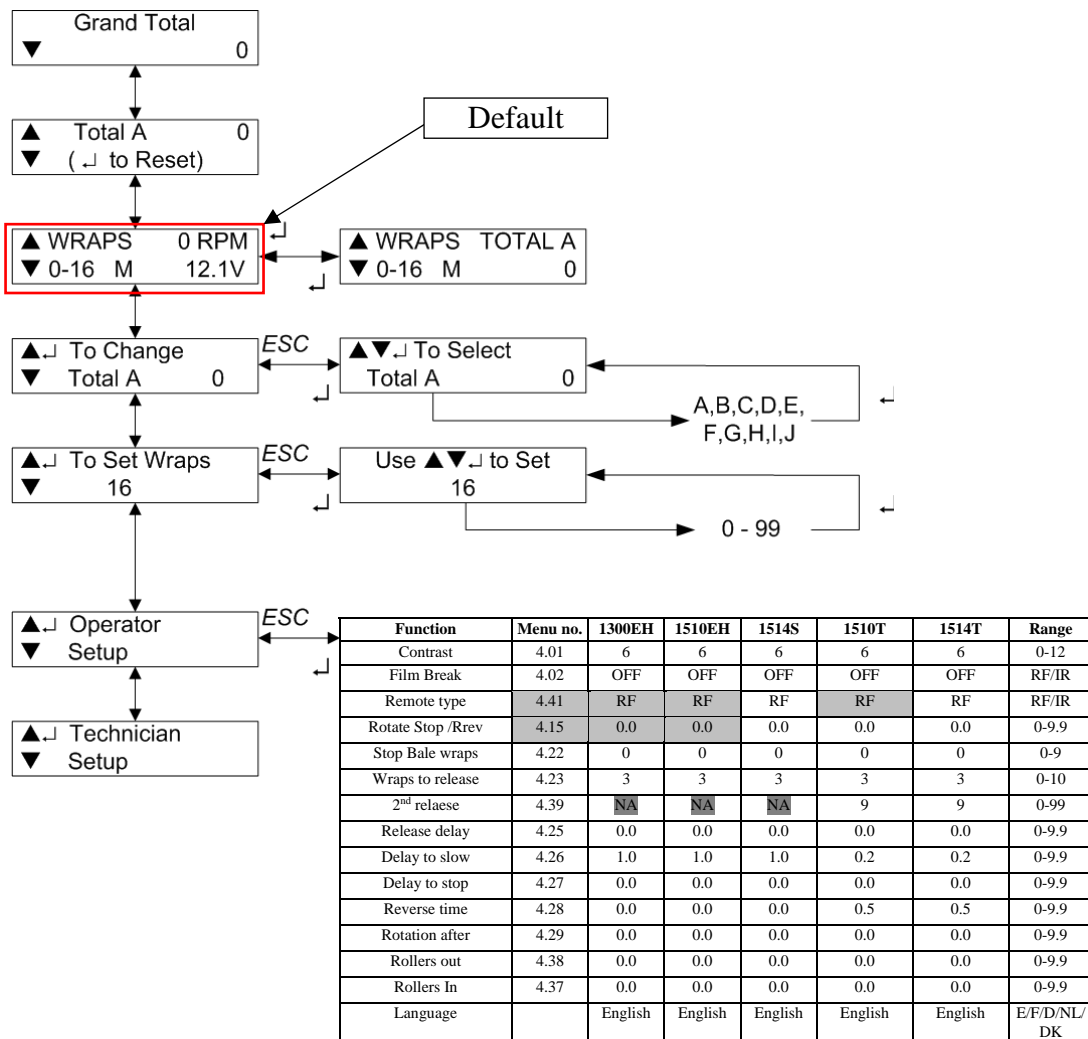 Grand Total
▼ 0
▲ Total A 0
▼ ( ↵ to Reset)
Default
▲ WRAPS 0 RPM
▼ 0-16 M 12.1V
↵
↵
▲ WRAPS TOTAL A
▼ 0-16 M 0
▲↵ To Change
▼ Total A 0
ESC
↵
▲▼↵ To Select
Total A 0
A,B,C,D,E,
F,G,H,I,J
↵
▲↵ To Set Wraps
▼ 16
ESC
↵
Use ▲▼↵ to Set
16
0 - 99
↵
▲↵ Operator
▼ Setup
ESC
↵
▲↵ Technician
▼ Setup
Function Menu no. 1300EH 1510EH 1514S 1510T 1514T Range
Contrast 4.01 6 6 6 6 6 0-12
Film Break 4.02 OFF OFF OFF OFF OFF RF/IR
Remote type 4.41 RF RF RF RF RF RF/IR
Rotate Stop /Rrev 4.15 0.0 0.0 0.0 0.0 0.0 0-9.9
Stop Bale wraps 4.22 0 0 0 0 0 0-9
Wraps to release 4.23 3 3 3 3 3 0-10
2nd relaese 4.39 NA NA NA 9 9 0-99
Release delay 4.25 0.0 0.0 0.0 0.0 0.0 0-9.9
Delay to slow 4.26 1.0 1.0 1.0 0.2 0.2 0-9.9
Delay to stop 4.27 0.0 0.0 0.0 0.0 0.0 0-9.9
Reverse time 4.28 0.0 0.0 0.0 0.5 0.5 0-9.9
Rotation after 4.29 0.0 0.0 0.0 0.0 0.0 0-9.9
Rollers out 4.38 0.0 0.0 0.0 0.0 0.0 0-9.9
Rollers In 4.37 0.0 0.0 0.0 0.0 0.0 0-9.9
Language English English English English English E/F/D/NL/
DK